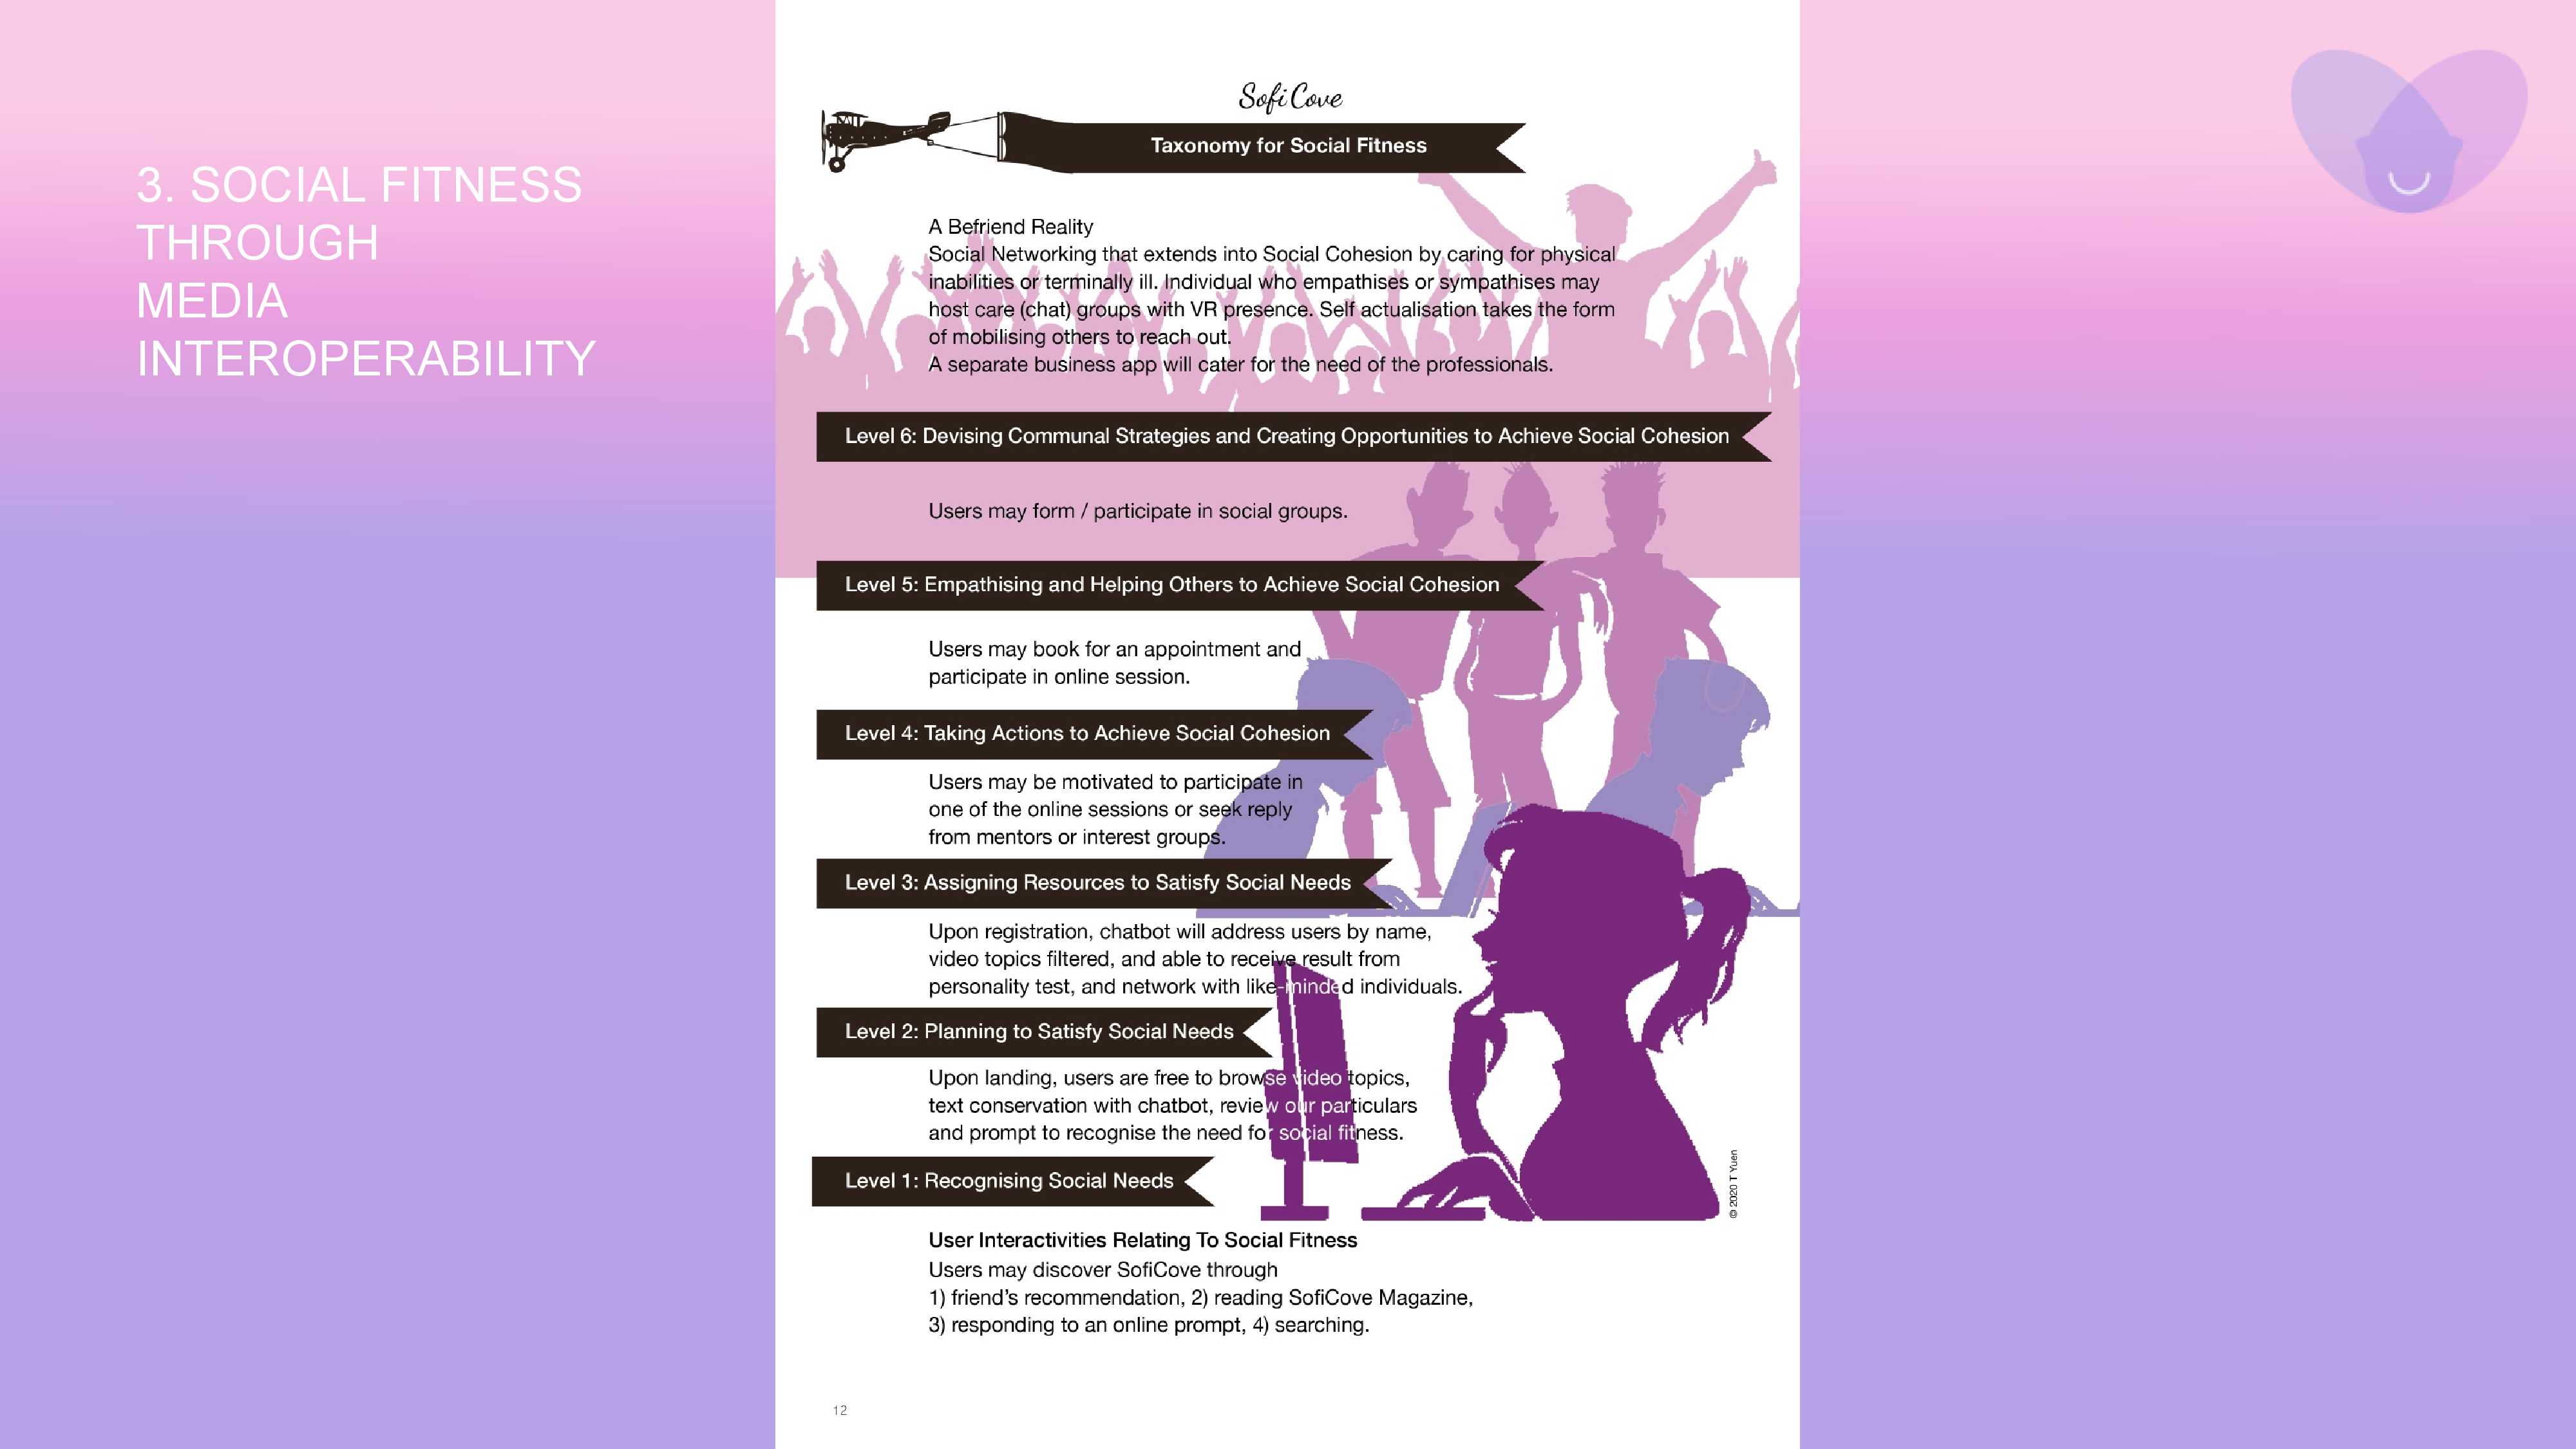 3. SOCIAL FITNESS
THROUGH
MEDIA
INTEROPERABILITY
Sofi Cove
Taxonomy for Social Fitness
A Befriend Reality
Social Networking that extends into Social Cohesion by caring for physical
inabilities or terminally ill. Individual who empathises or sympathises may
host care (chat) groups with VR presence. Self actualisation takes the form
of mobilising others to reach out.
A separate business app will cater for the need of the professionals.
Level 6: Devising Communal Strategies and Creating Opportunities to Achieve Social Cohesion
Users may form / participate in social groups.
Level 5: Empathising and Helping Others to Achieve Social Cohesion
Users may book for an appointment and
participate in online session.
Level 4: Taking Actions to Achieve Social Cohesion
Users may be motivated to participate in
one of the online sessions or seek reply
from mentors or interest groups.
Level 3: Assigning Resources to Satisfy Social Needs
Upon registration, chatbot will address users by name,
video topics filtered, and able to receive result from
personality test, and network with like-minded individuals.
Level 2: Planning to Satisfy Social Needs
Upon landing, users are free to browse video topics,
text conservation with chatbot, review our particulars
and prompt to recognise the need for social fitness.
Level 1: Recognising Social Needs
© 2020 T Yuen
User Interactivities Relating To Social Fitness
Users may discover SofiCove through
1) friend's recommendation, 2) reading SofiCove Magazine,
3) responding to an online prompt, 4) searching.
12